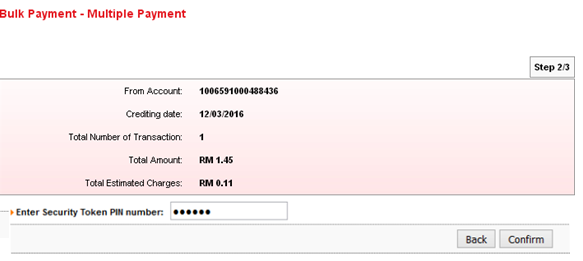 Bulk Payment - Multiple Payment
Step 2/3
From Account: 1006591000488436
Crediting date: 12/03/2016
Total Number of Transaction: 1
Total Amount: RM 1.45
Total Estimated Charges: RM 0.11
Enter Security Token PIN number: ●●●●●●
Back Confirm